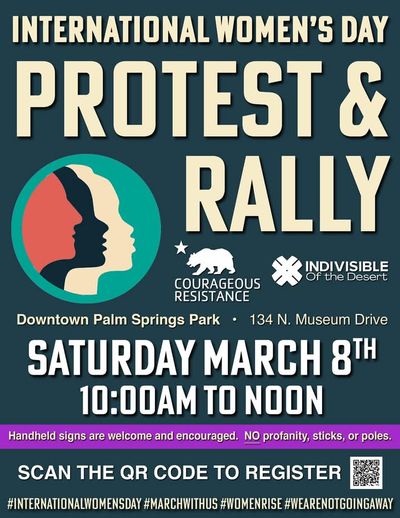 INTERNATIONAL WOMEN'S DAY
PROTEST &
RALLY
COURAGEOUS
RESISTANCE
INDIVISIBLE
Of the Desert
Downtown Palm Springs Park • 134 N. Museum Drive
SATURDAY MARCH 8TH
10:00AM TO NOON
Handheld signs are welcome and encouraged. NO profanity, sticks, or poles.
SCAN THE QR CODE TO REGISTER
#INTERNATIONALWOMENSDAY #MARCHWITHUS #WOMENRISE #WEARENOTGOINGAWAY